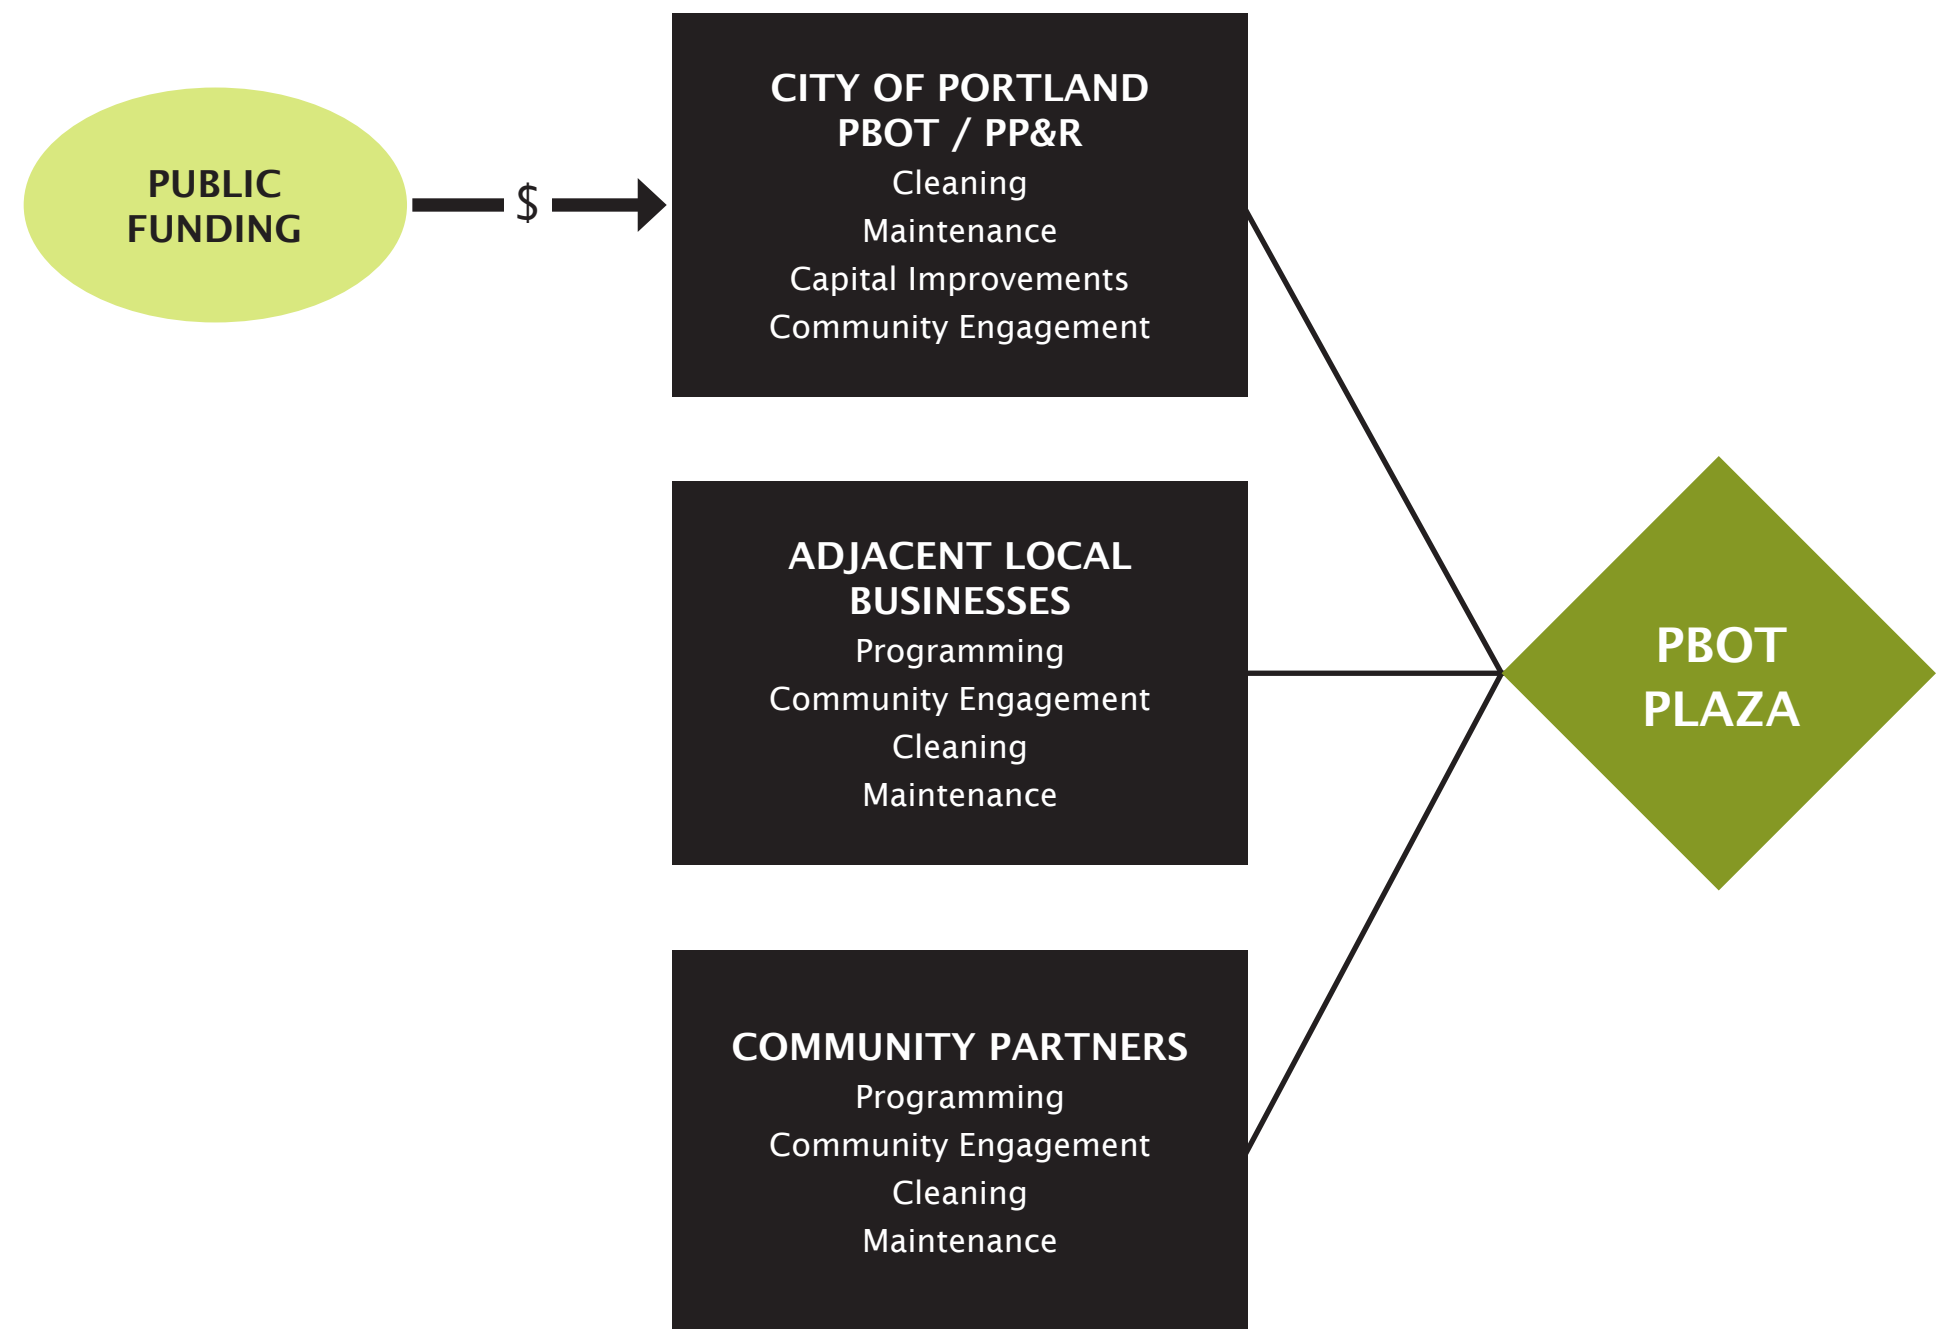 PUBLIC
FUNDING
$
CITY OF PORTLAND
PBOT / PP&R
Cleaning
Maintenance
Capital Improvements
Community Engagement
ADJACENT LOCAL
BUSINESSES
Programming
Community Engagement
Cleaning
Maintenance
COMMUNITY PARTNERS
Programming
Community Engagement
Cleaning
Maintenance
PBOT
PLAZA